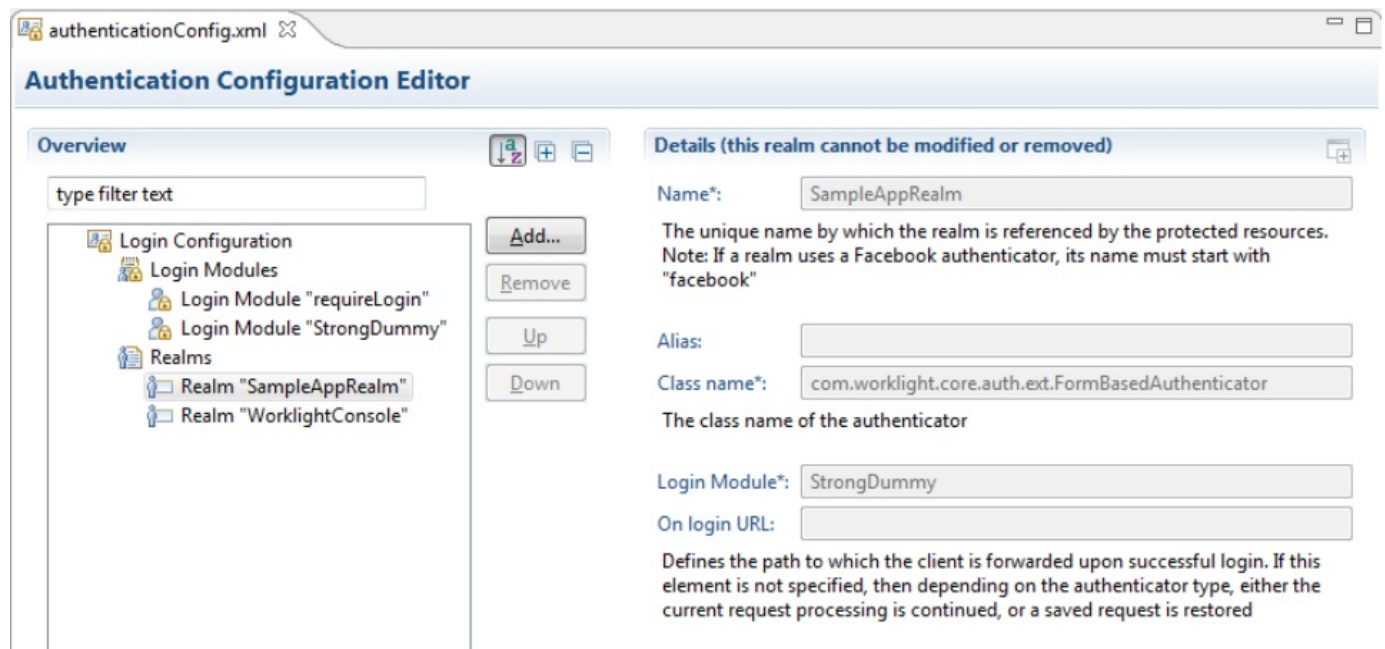 authenticationConfig.xml
Authentication Configuration Editor
Overview
type filter text
Login Configuration
Login Modules
Login Module "requireLogin"
Login Module "StrongDummy"
Realms
Realm "SampleAppRealm"
Realm "WorklightConsole"
Add...
Remove
Up
Down
Details (this realm cannot be modified or removed)
Name*: SampleAppRealm
The unique name by which the realm is referenced by the protected resources.
Note: If a realm uses a Facebook authenticator, its name must start with
"facebook"
Alias:
Class name*: com.worklight.core.auth.ext.FormBasedAuthenticator
The class name of the authenticator
Login Module*: StrongDummy
On login URL:
Defines the path to which the client is forwarded upon successful login. If this
element is not specified, then depending on the authenticator type, either the
current request processing is continued, or a saved request is restored